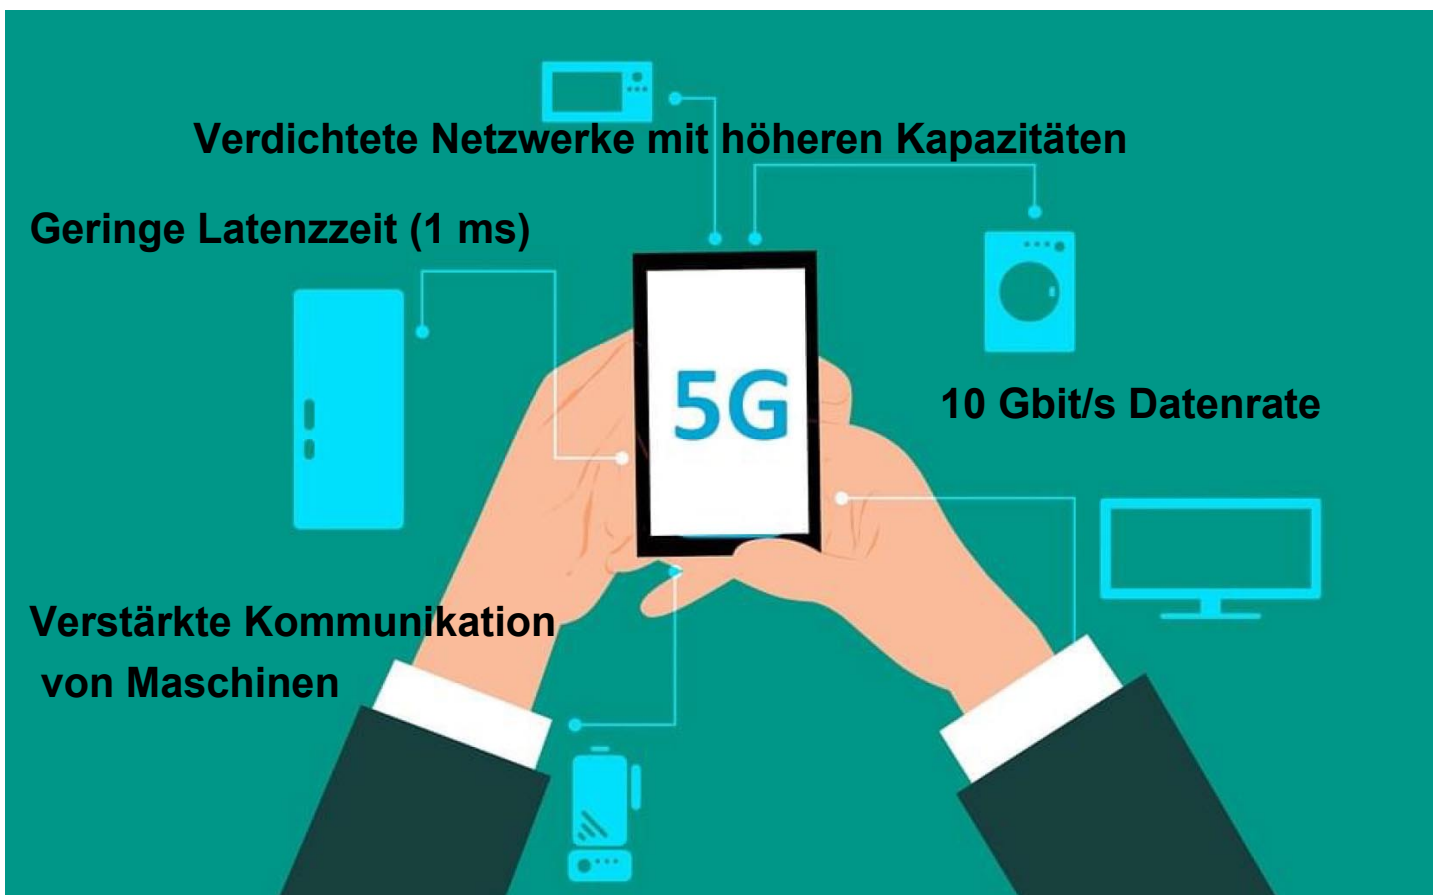 Verdichtete Netzwerke mit höheren Kapazitäten
Geringe Latenzzeit (1 ms)
5G
10 Gbit/s Datenrate
Verstärkte Kommunikation
von Maschinen